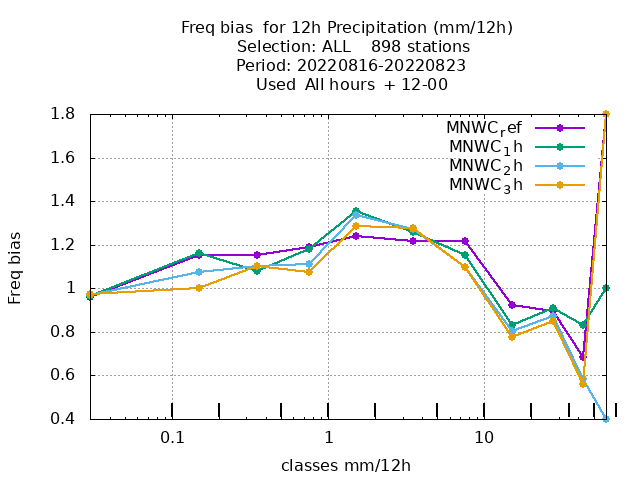 Freq bias  for 12h Precipitation (mm/12h)
Selection: ALL    898 stations
Period: 20220816-20220823
Used  All hours  + 12-00
MNWC_ref
MNWC_1h
MNWC_2h
MNWC_3h
1.8
1.6
1.4
1.2
1
0.8
0.6
0.4
Freq bias
0.1
1
10
classes mm/12h